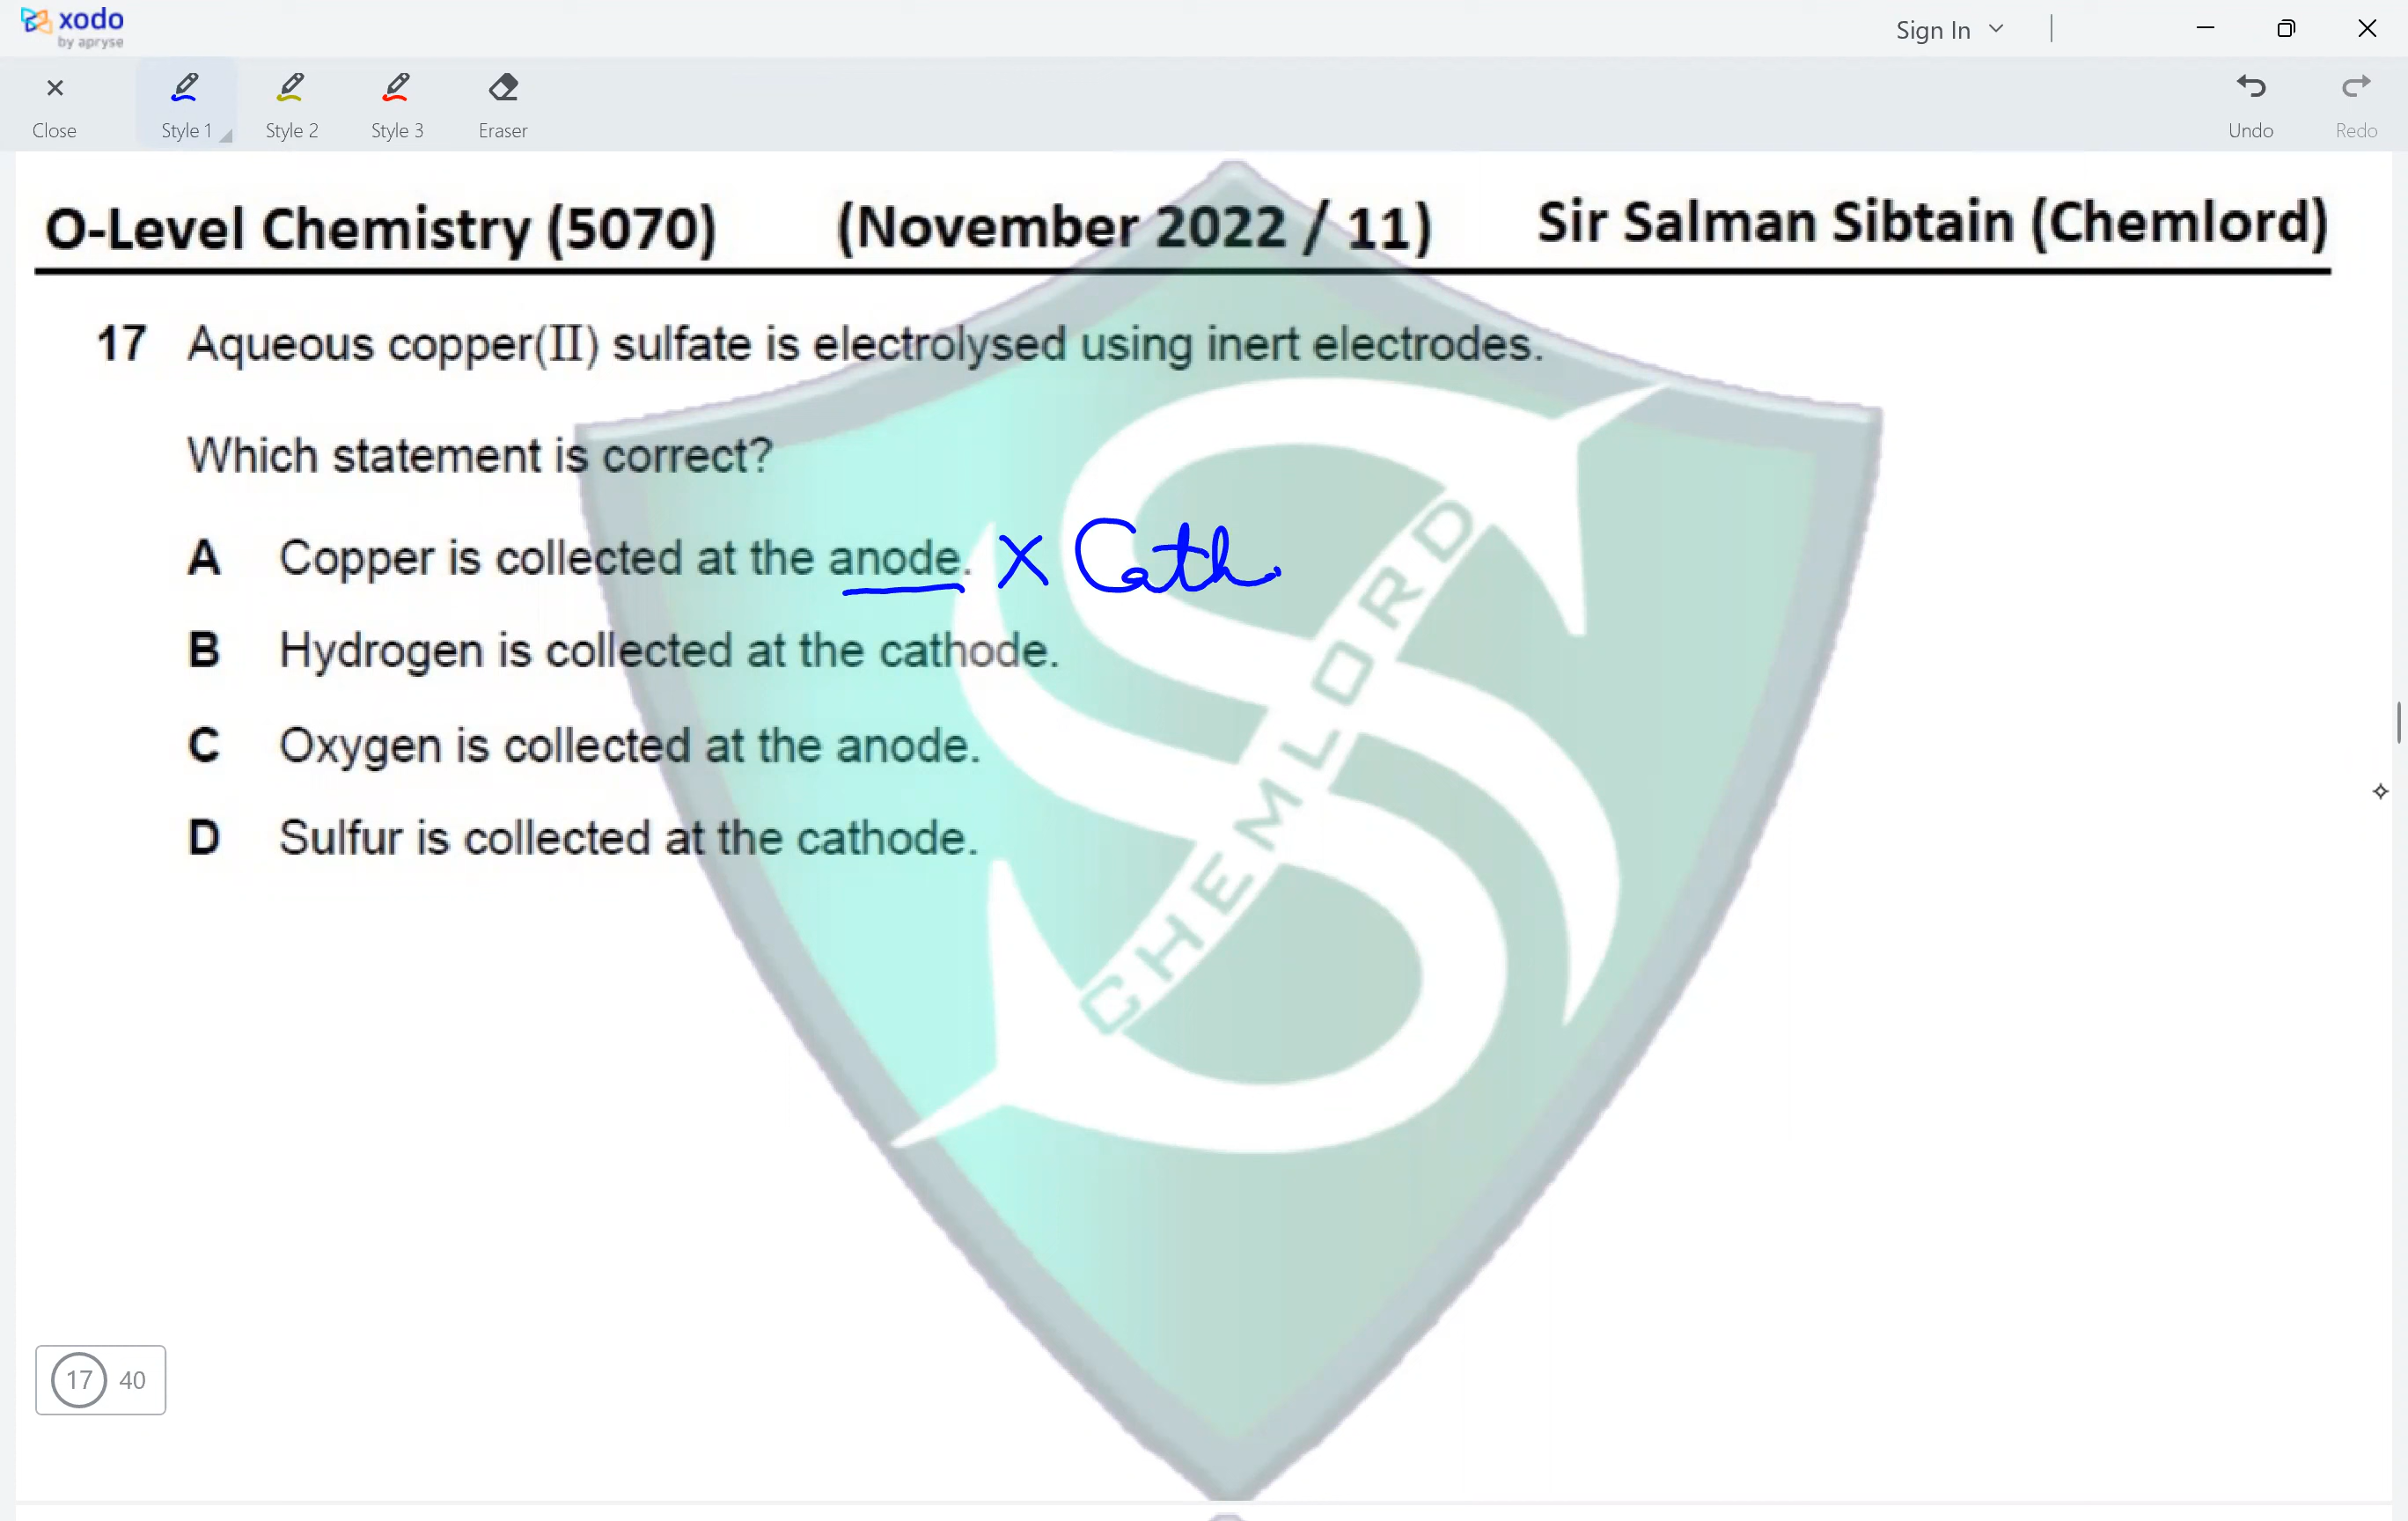 xodo
by apryse
Sign In
Close
Style 1
Style 2
Style 3
Eraser
Undo
Redo
O-Level Chemistry (5070) (November 2022 / 11) Sir Salman Sibtain (Chemlord)
17 Aqueous copper(II) sulfate is electrolysed using inert electrodes.
Which statement is correct?
A Copper is collected at the anode. X Cath
B Hydrogen is collected at the cathode.
C Oxygen is collected at the anode.
D Sulfur is collected at the cathode.
CHEMLORD
17 40